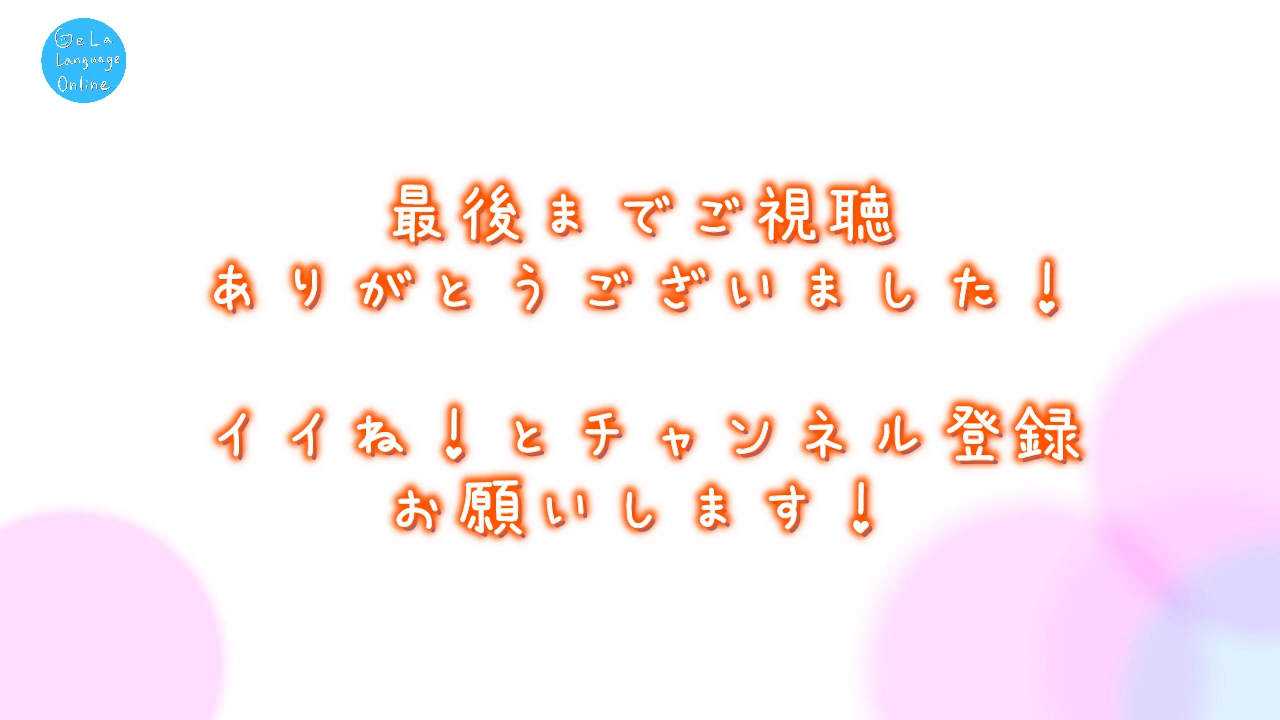 GeLa
Language
Online
最後までご視聴
ありがとうございました！
イイね！とチャンネル登録
お願いします！